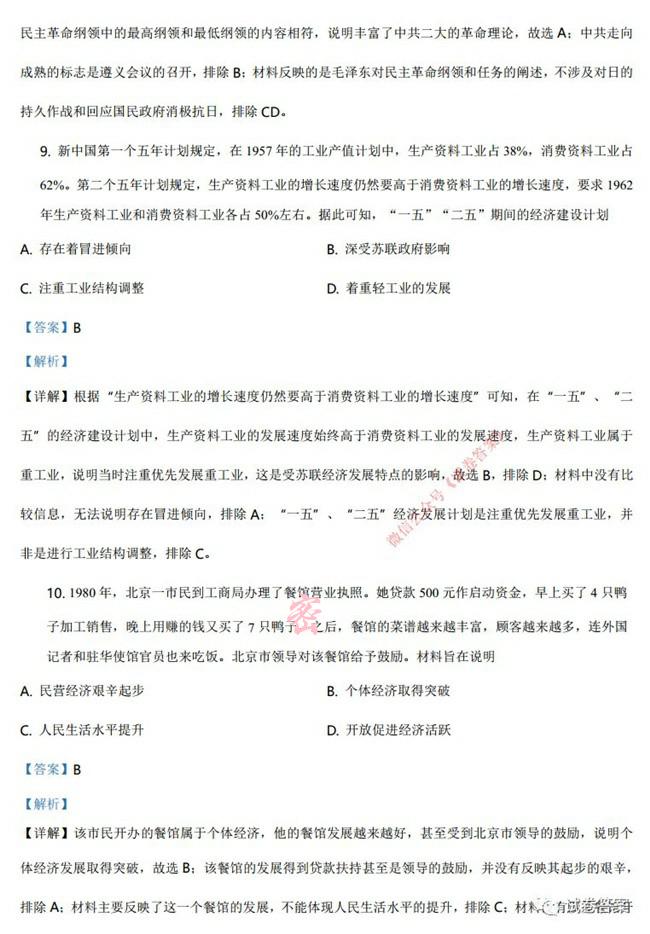 民主革命纲领中的最高纲领和最低纲领的内容相符，说明丰富了中共二大的革命理论，故选 A；中共走向
成熟的标志是遵义会议的召开，排除 B；材料反映的是毛泽东对民主革命纲领和任务的阐述，不涉及对日的
持久作战和回应国民政府消极抗日，排除 CD。
9. 新中国第一个五年计划规定，在 1957 年的工业产值计划中，生产资料工业占 38%，消费资料工业占
62%。第二个五年计划规定，生产资料工业的增长速度仍然要高于消费资料工业的增长速度，要求 1962
年生产资料工业和消费资料工业各占 50%左右。据此可知，“一五”“二五”期间的经济建设计划
A. 存在着冒进倾向 B. 深受苏联政府影响
C. 注重工业结构调整 D. 着重轻工业的发展
【答案】B
【解析】
【详解】根据“生产资料工业的增长速度仍然要高于消费资料工业的增长速度”可知，在“一五”、“二
五”的经济建设计划中，生产资料工业的发展速度始终高于消费资料工业的发展速度，生产资料工业属于
重工业，说明当时注重优先发展重工业，这是受苏联经济发展特点的影响，故选 B，排除 D；材料中没有比
较信息，无法说明存在冒进倾向，排除 A；“一五”、“二五”经济发展计划是注重优先发展重工业，并
非是进行工业结构调整，排除 C。
微信公众号《试卷答案》
10. 1980 年，北京一市民到工商局办理了餐馆营业执照。她贷款 500 元作启动资金，早上买了 4 只鸭
子加工销售，晚上用赚的钱又买了 7 只鸭子 之后，餐馆的菜谱越来越丰富，顾客越来越多，连外国
密
记者和驻华使馆官员也来吃饭。北京市领导对该餐馆给予鼓励。材料旨在说明
A. 民营经济艰辛起步 B. 个体经济取得突破
C. 人民生活水平提升 D. 开放促进经济活跃
【答案】B
【解析】
【详解】该市民开办的餐馆属于个体经济，他的餐馆发展越来越好，甚至受到北京市领导的鼓励，说明个
体经济发展取得突破，故选 B；该餐馆的发展得到贷款扶持甚至是领导的鼓励，并没有反映其起步的艰辛，
排除 A；材料主要反映了这一个餐馆的发展，不能体现人民生活水平的提升，排除 C；材料
试卷答案